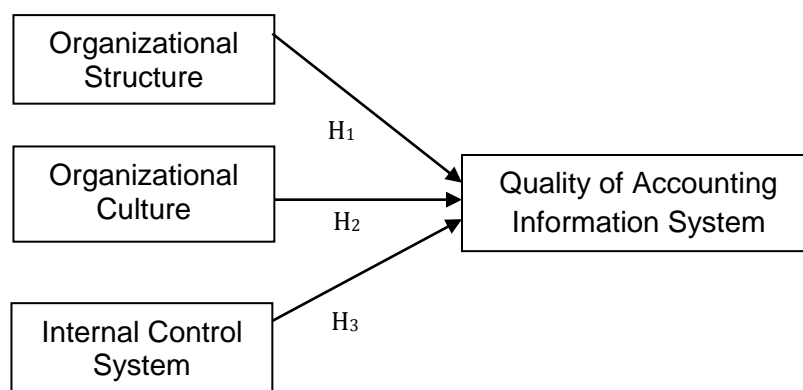 Organizational
Structure
H1
Organizational
Culture
Quality of Accounting
Information System
H2
Internal Control
System
H3